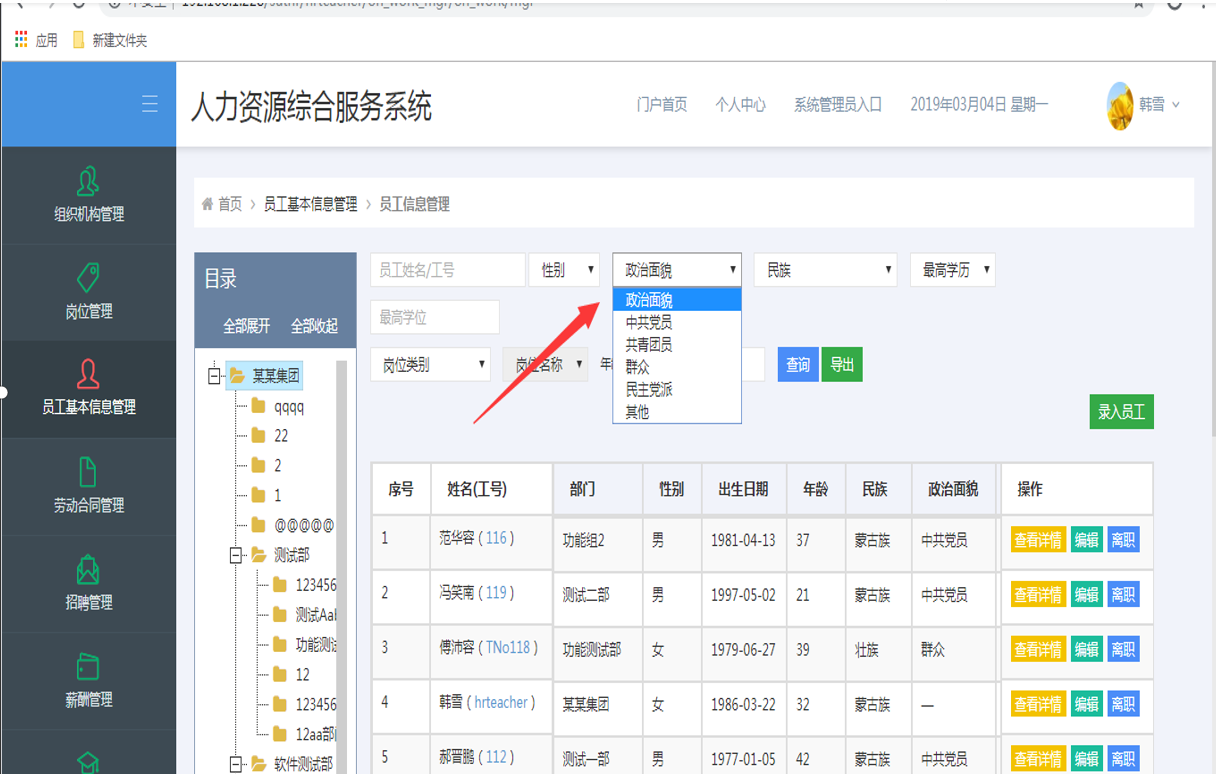 应用 新建文件夹
人力资源综合服务系统 门户首页 个人中心 系统管理员入口 2019年03月04日 星期一 韩雪
组织机构管理
岗位管理
员工基本信息管理
劳动合同管理
招聘管理
薪酬管理
首页 > 员工基本信息管理 > 员工信息管理
目录
全部展开 全部收起
某某集团
qqqq
22
2
1
@@@@@
测试部
123456
测试Aa
功能测
12
123456
12aa部
软件测试部
员工姓名/工号 性别 政治面貌 民族 最高学历
最高学位
岗位类别 岗位名称 年 查询 导出
政治面貌
中共党员
共青团员
群众
民主党派
其他
录入员工
序号 姓名(工号) 部门 性别 出生日期 年龄 民族 政治面貌 操作
1 范华容 ( 116 ) 功能组2 男 1981-04-13 37 蒙古族 中共党员 查看详情 编辑 离职
2 冯笑南 ( 119 ) 测试二部 男 1997-05-02 21 蒙古族 中共党员 查看详情 编辑 离职
3 傅沛容 ( TNo118 ) 功能测试部 女 1979-06-27 39 壮族 群众 查看详情 编辑 离职
4 韩雪 ( hrteacher ) 某某集团 女 1986-03-22 32 蒙古族 — 查看详情 编辑 离职
5 郝晋鹏 ( 112 ) 测试一部 男 1977-01-05 42 蒙古族 中共党员 查看详情 编辑 离职